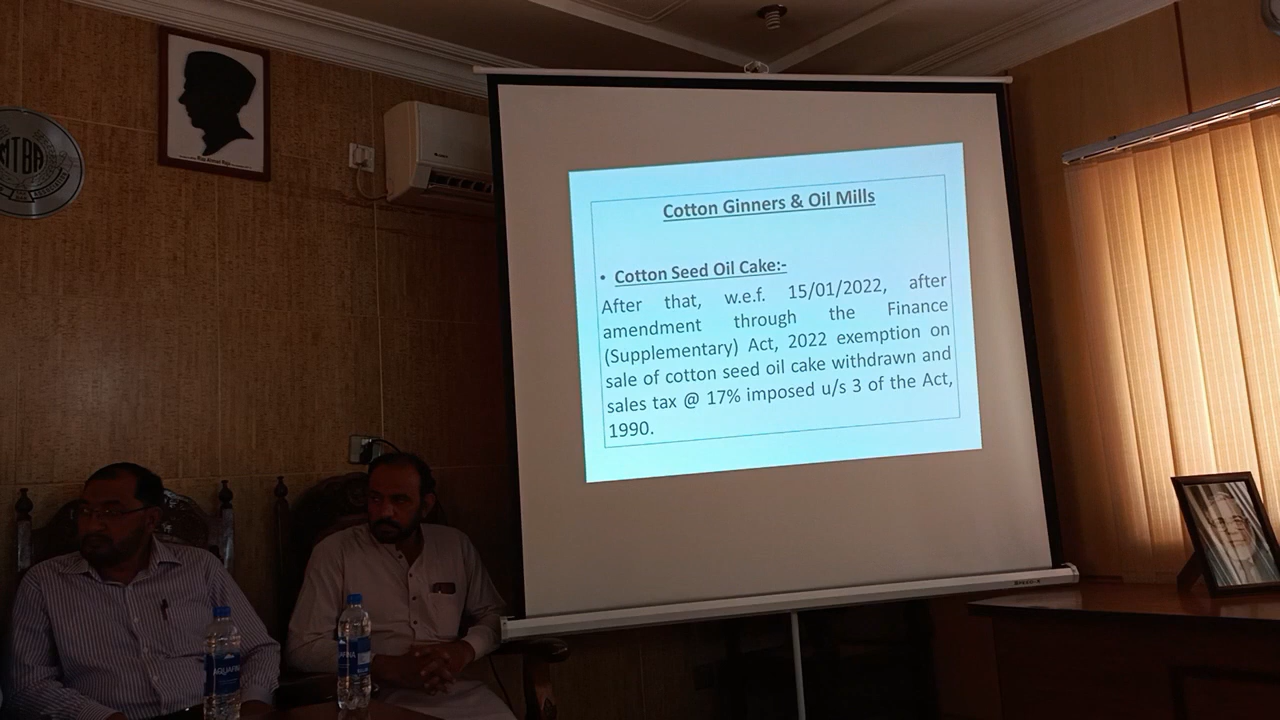 MTBA
Cotton Ginners & Oil Mills
• Cotton Seed Oil Cake:-
After that, w.e.f. 15/01/2022, after
amendment through the Finance
(Supplementary) Act, 2022 exemption on
sale of cotton seed oil cake withdrawn and
sales tax @ 17% imposed u/s 3 of the Act,
1990.
AQUAFINA